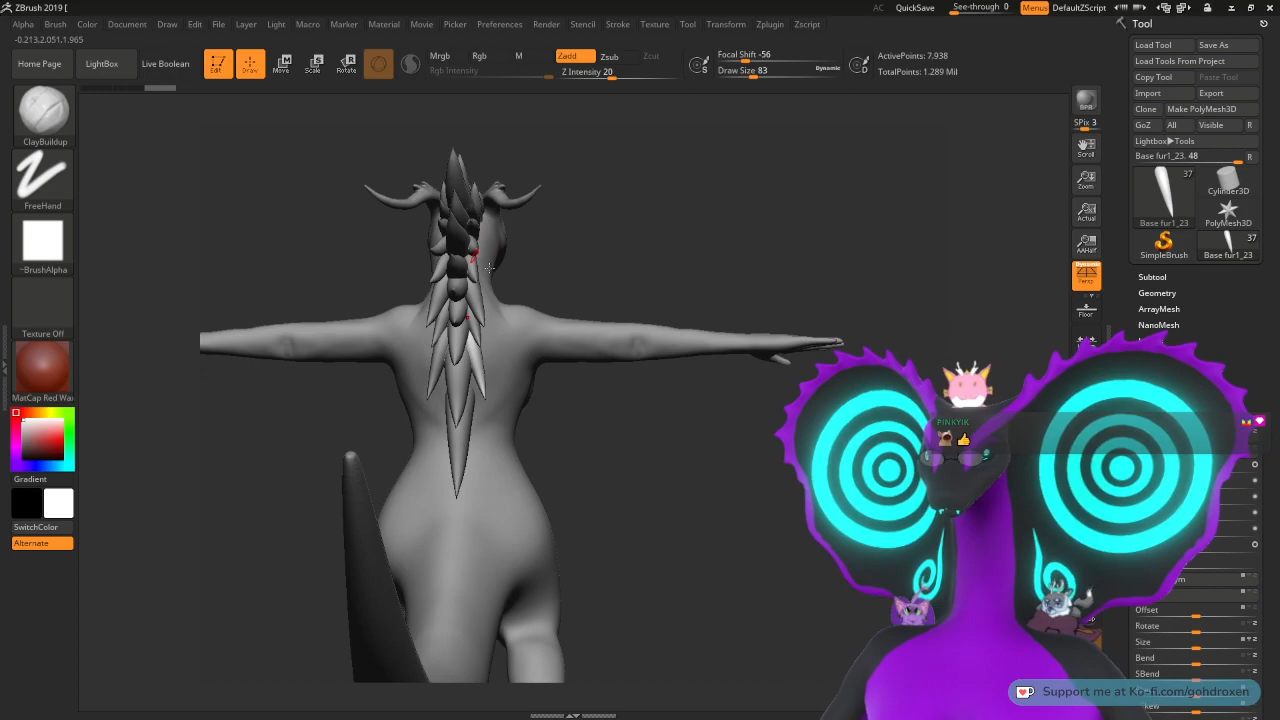 ZBrush 2019 [
AC QuickSave See-through 0 Menus DefaultZScript
Alpha Brush Color Document Draw Edit File Layer Light Macro Marker Material Movie Picker Preferences Render Stencil Stroke Texture Tool Transform Zplugin Zscript
Tool
-0.213,2.051,1.965
Home Page LightBox Live Boolean Edit Draw Move Scale Rotate
Mrgb Rgb M Zadd Zsub Zcut
Rgb Intensity Z Intensity 20
Focal Shift -56
Draw Size 83 Dynamic
ActivePoints: 7,938
TotalPoints: 1.289 Mil
Load Tool Save As
Load Tools From Project
Copy Tool Paste Tool
Import Export
Clone Make PolyMesh3D
GoZ All Visible R
Lightbox▶Tools
Base fur1_23. 48 R
37
Cylinder3D
Base fur1_23 PolyMesh3D
37
SimpleBrush Base fur1_23
Subtool
Geometry
ArrayMesh
NanoMesh
Offset
Rotate
Size
Bend
SBend
BPR
SPix 3
Scroll
Zoom
Actual
AAHalf
Dynamic
Persp
Floor
ClayBuildup
FreeHand
~BrushAlpha
Texture Off
MatCap Red Wax
Gradient
SwitchColor
Alternate
PINKYIK
Support me at Ko-fi.com/gohdroxen